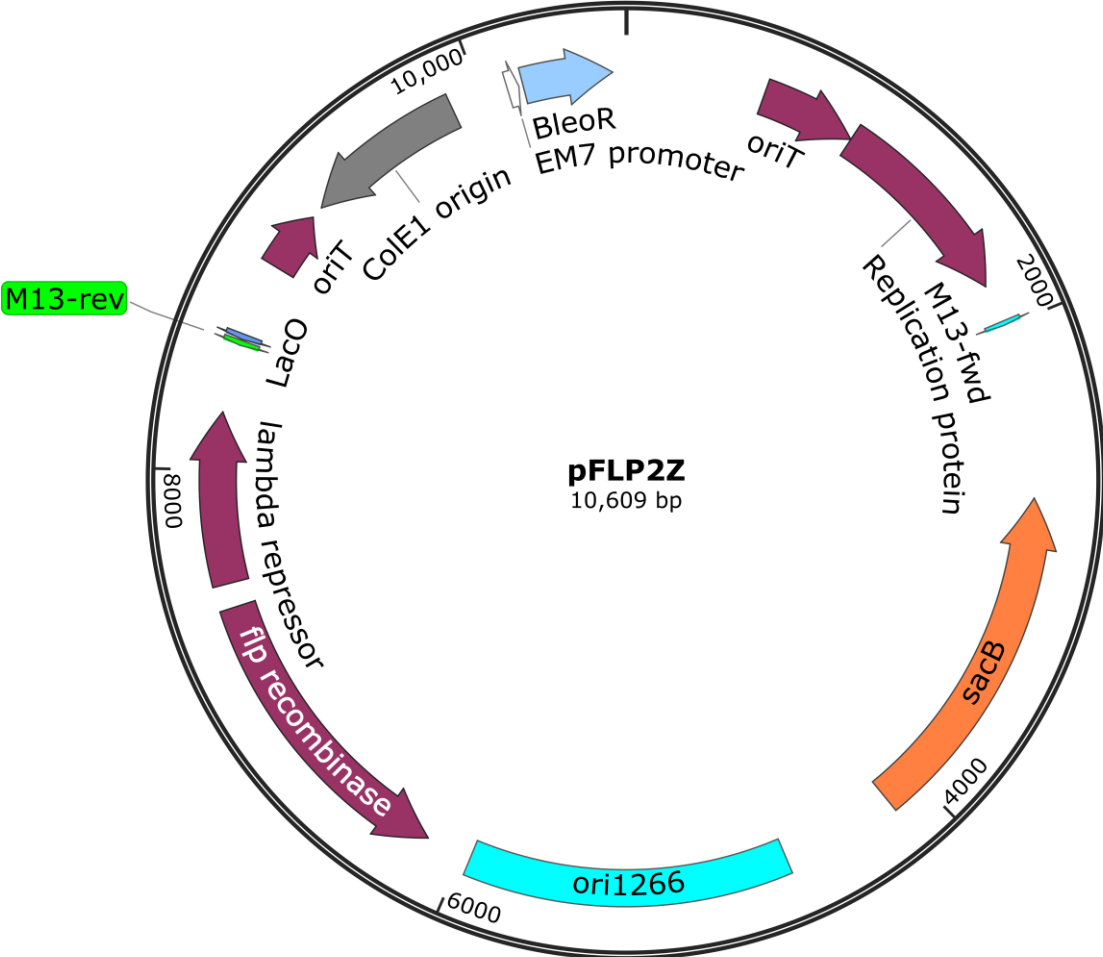 10,000
BleoR
EM7 promoter
oriT
ColE1 origin
oriT
M13-rev
LacO
Replication protein
M13-fwd
2000
lambda repressor
8000
pFLP2Z
10,609 bp
flp recombinase
sacB
4000
ori1266
6000